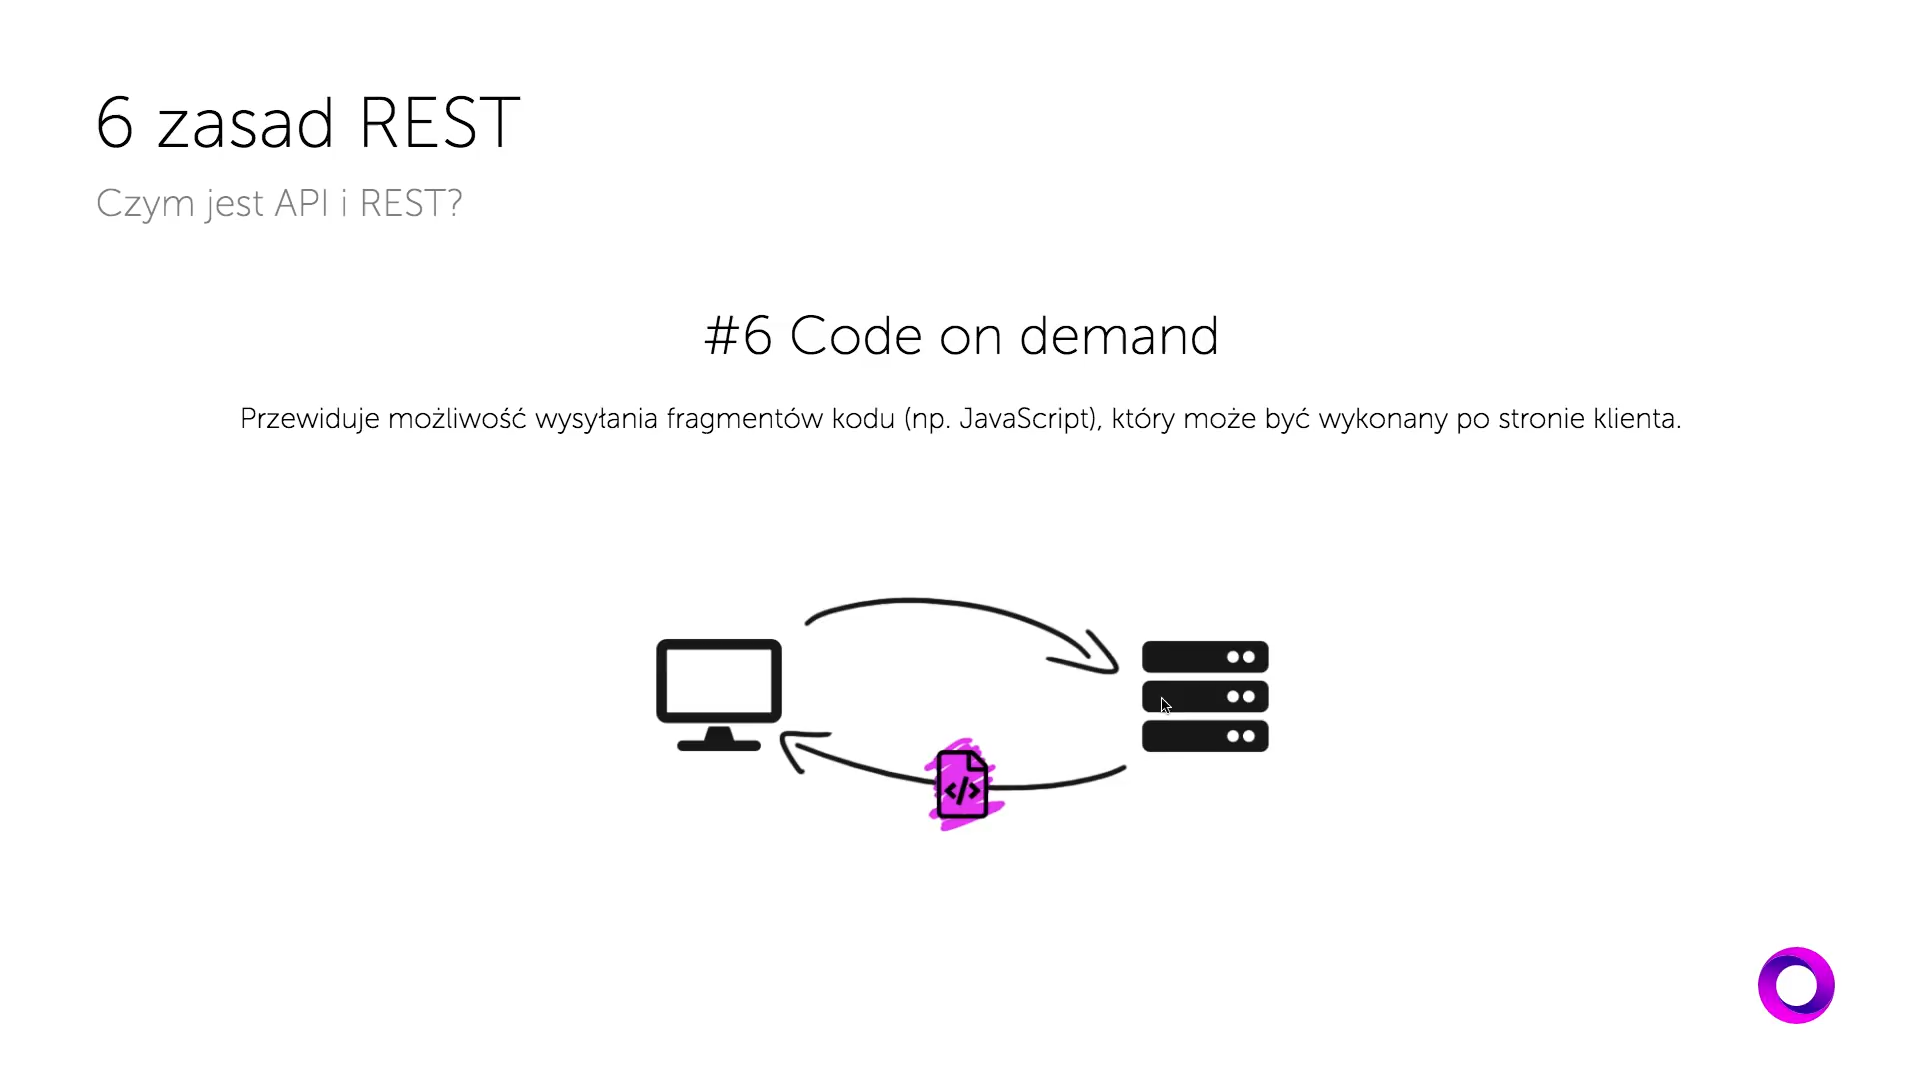 6 zasad REST
Czym jest API i REST?
#6 Code on demand
Przewiduje możliwość wysyłania fragmentów kodu (np. JavaScript), który może być wykonany po stronie klienta.
</>